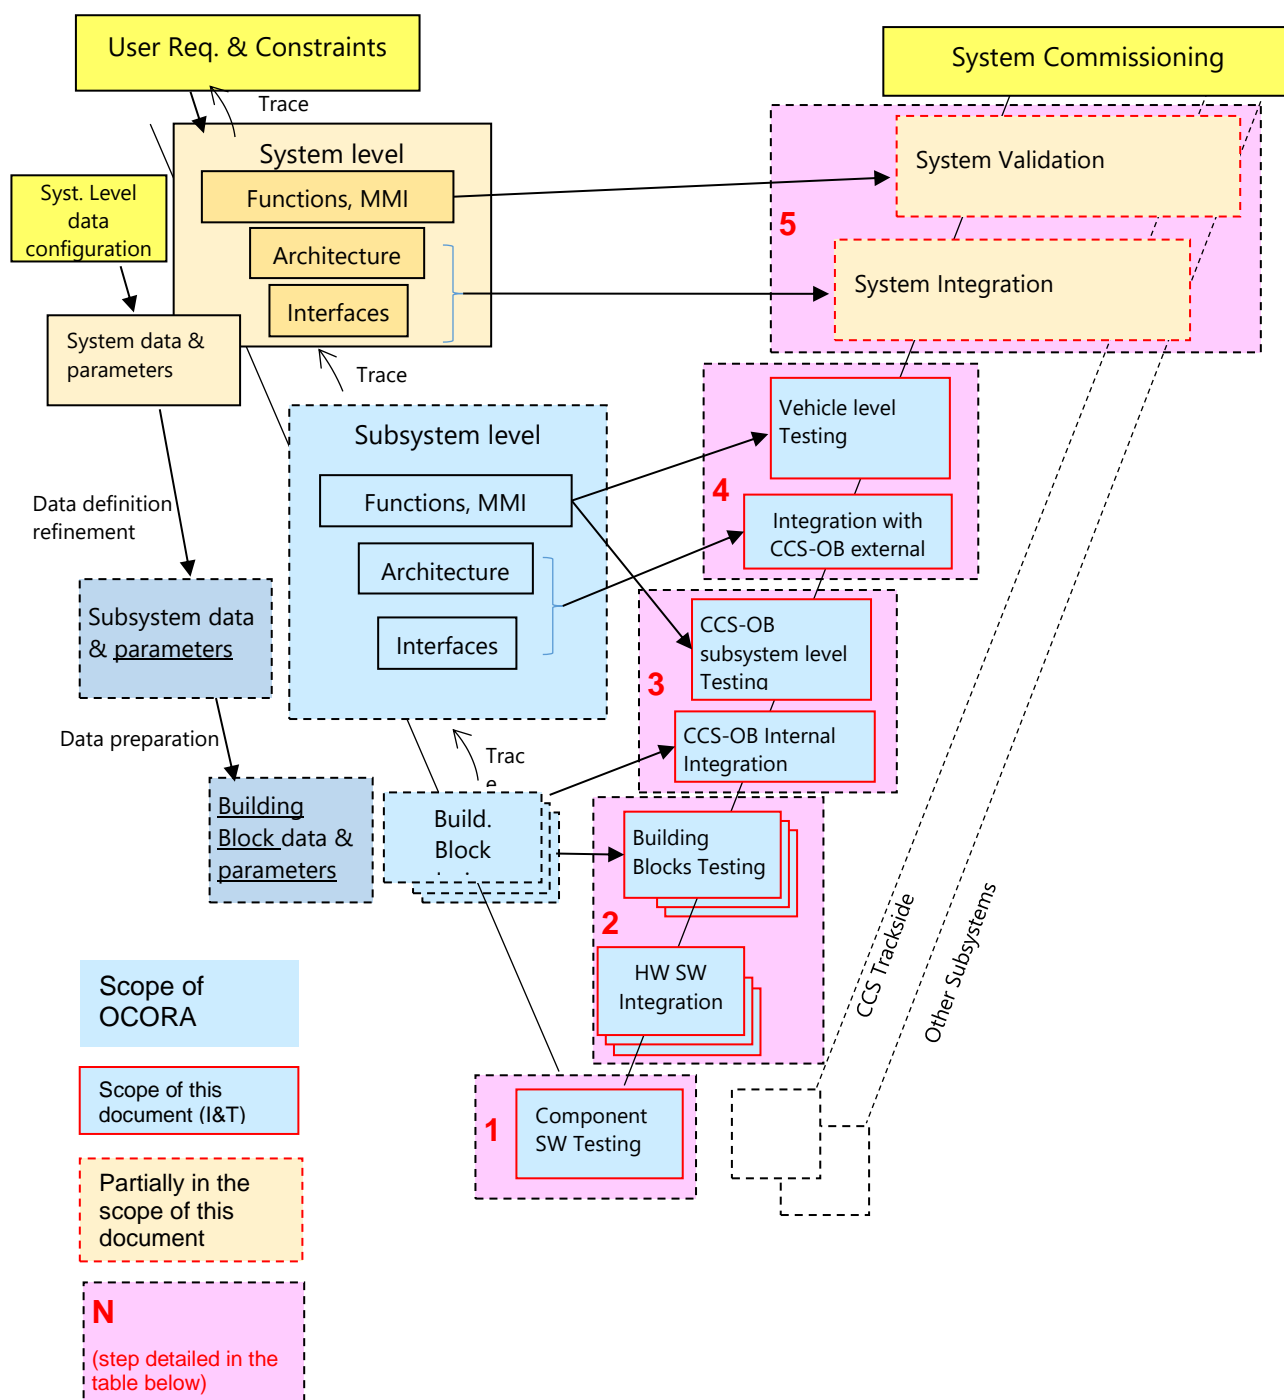 User Req. & Constraints
System Commissioning
Trace
System level
Functions, MMI
Architecture
Interfaces
Syst. Level
data
configuration
System data &
parameters
System Validation
5
System Integration
Trace
Subsystem level
Functions, MMI
Architecture
Interfaces
Vehicle level
Testing
4
Integration with
CCS-OB external
Data definition
refinement
Subsystem data
& parameters
CCS-OB
subsystem level
Testing
3
CCS-OB Internal
Integration
Data preparation
Trac
e
Building
Block data &
parameters
Build.
Block
Building
Blocks Testing
2
HW SW
Integration
CCS Trackside
Other Subsystems
1
Component
SW Testing
Scope of
OCORA
Scope of this
document (I&T)
Partially in the
scope of this
document
N
(step detailed in the
table below)